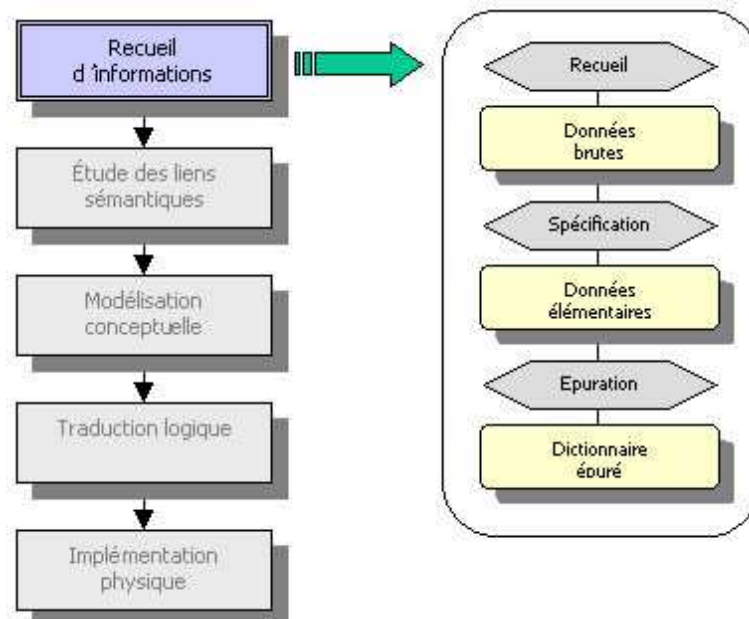 Recueil
d 'informations
Étude des liens
sémantiques
Modélisation
conceptuelle
Traduction logique
Implémentation
physique
Recueil
Données
brutes
Spécification
Données
élémentaires
Epuration
Dictionnaire
épuré